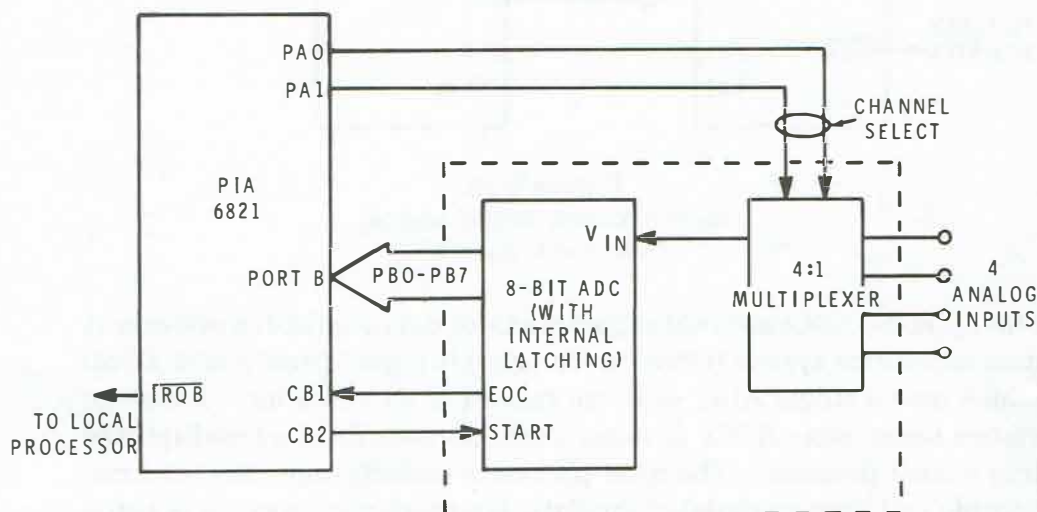 PA0
PA1
CHANNEL
SELECT
PIA
6821
V IN
4:1
MULTIPLEXER
4
ANALOG
INPUTS
PORT B
PB0-PB7
8-BIT ADC
(WITH
INTERNAL
LATCHING)
IRQB
CB1
EOC
TO LOCAL
PROCESSOR
CB2
START